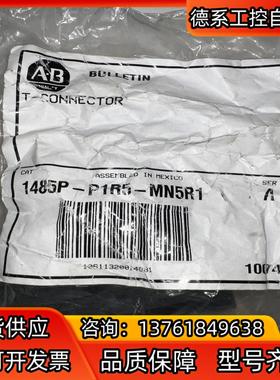 德系工控自
A·B
BULLETIN
T-CONNECTOR
CAT
ASSEMBLED IN MEXICO
SER
1485P-P1R5-MN5R1
A
货供应
咨询：13761849638
可开发票
品质保障
型号齐